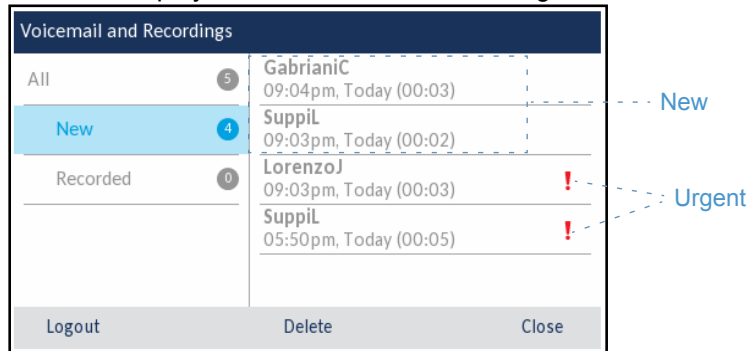 Voicemail and Recordings
All 5
New 4
Recorded 0
GabrianiC
09:04pm, Today (00:03)
SuppiL
09:03pm, Today (00:02)
LorenzoJ
09:03pm, Today (00:03) !
SuppiL
05:50pm, Today (00:05) !
New
Urgent
Logout Delete Close